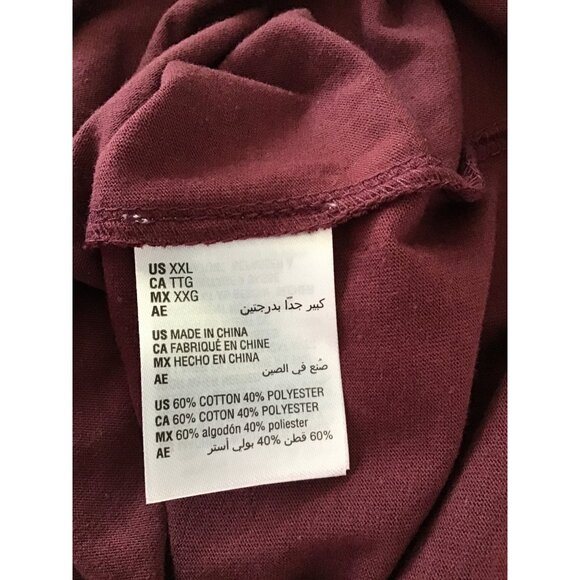 US XXL
CA TTG
MX XXG
AE كبير جدّا بدرجتين
US MADE IN CHINA
CA FABRIQUÉ EN CHINE
MX HECHO EN CHINA
AE صُنع في الصين
US 60% COTTON 40% POLYESTER
CA 60% COTON 40% POLYESTER
MX 60% algodón 40% poliester
AE 60% قطن 40% بولي أستر